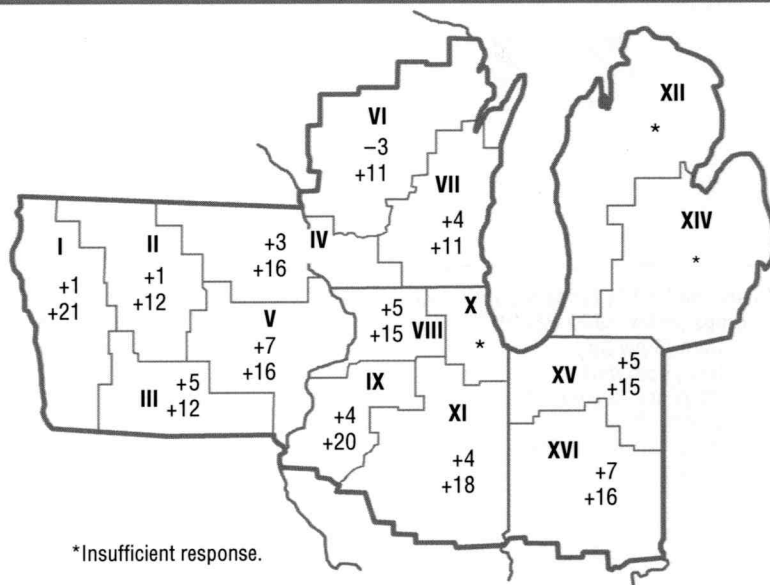 XII
*
VI
−3
+11
VII
+4
+11
XIV
*
I
+1
+21
II
+1
+12
+3
+16
IV
V
+7
+16
III
+5
+12
+5
+15
VIII
X
*
IX
+4
+20
XI
+4
+18
XV
+5
+15
XVI
+7
+16
*Insufficient response.